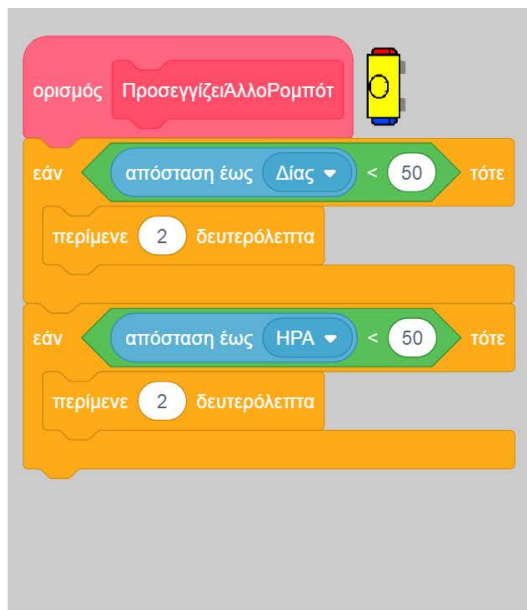 ορισμός ΠροσεγγίζειΆλλοΡομπότ
εάν απόσταση έως Δίας < 50 τότε
περίμενε 2 δευτερόλεπτα
εάν απόσταση έως ΗΡΑ < 50 τότε
περίμενε 2 δευτερόλεπτα